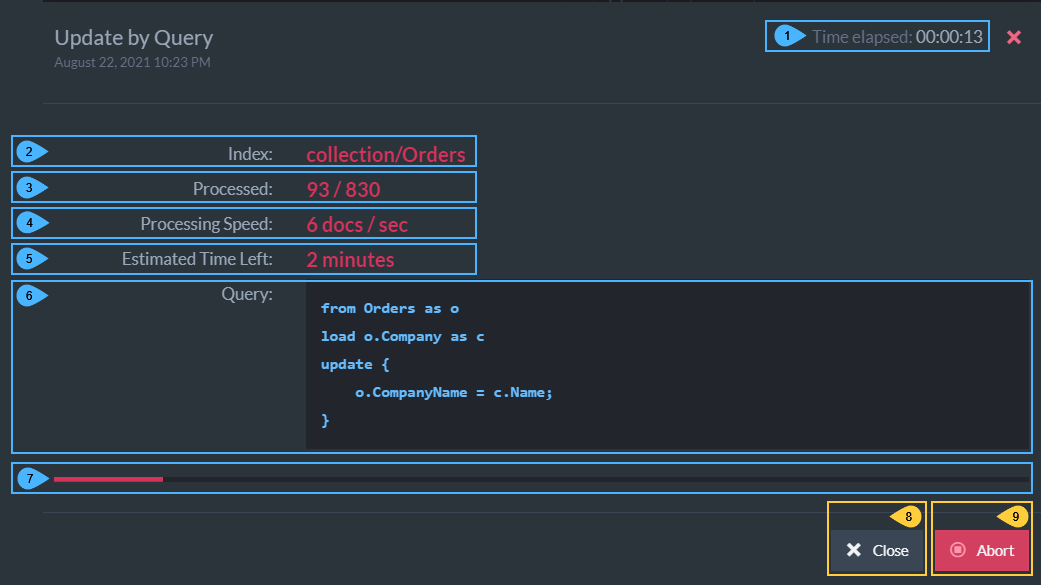 Update by Query
1 Time elapsed: 00:00:13
August 22, 2021 10:23 PM
2 Index: collection/Orders
3 Processed: 93 / 830
4 Processing Speed: 6 docs / sec
5 Estimated Time Left: 2 minutes
6 Query:
from Orders as o
load o.Company as c
update {
    o.CompanyName = c.Name;
}
7
8 9
Close Abort